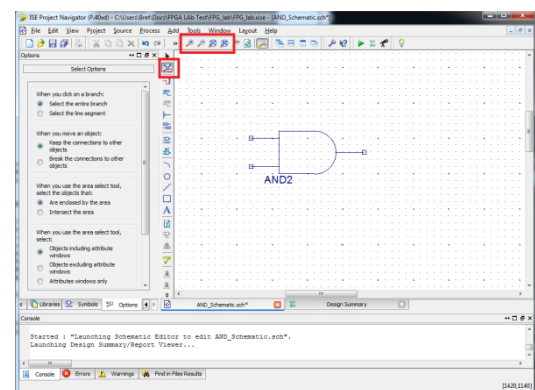 ISE Project Navigator (P.40xd) - C:\Users\Bret\Docs\FPGA LAb Test\FPG_lab\FPG_lab.xise - [AND_Schematic.sch*]
File Edit View Project Source Process Add Tools Window Layout Help
Options
Select Options
When you click on a branch:
Select the entire branch
Select the line segment
When you move an object:
Keep the connections to other
objects
Break the connections to other
objects
When you use the area select tool,
select the objects that:
Are enclosed by the area
Intersect the area
When you use the area select tool,
select:
Objects including attribute
windows
Objects excluding attribute
windows
Attributes windows only
AND2
Libraries Symbols Options
AND_Schematic.sch* Design Summary
Console
Started : "Launching Schematic Editor to edit AND_Schematic.sch".
Launching Design Summary/Report Viewer...
Console Errors Warnings Find in Files Results
[1420,1140]